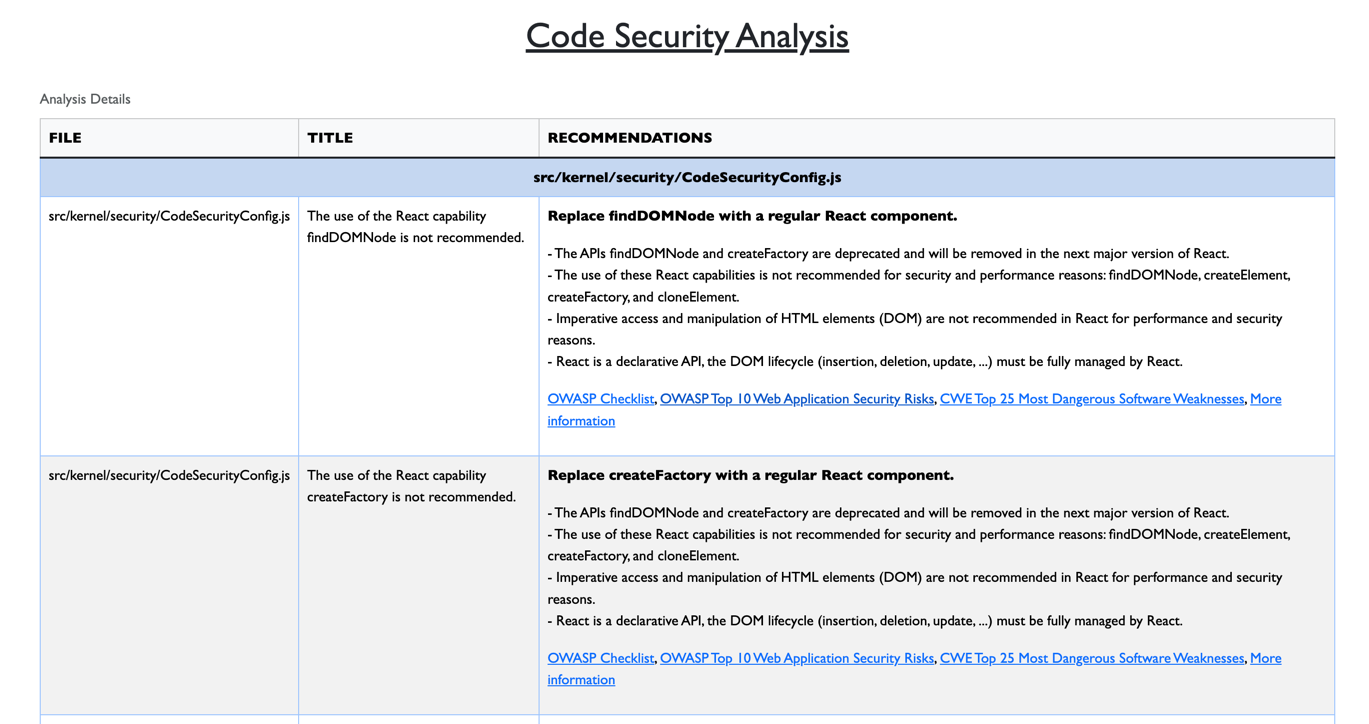 Code Security Analysis
Analysis Details
FILE
TITLE
RECOMMENDATIONS
src/kernel/security/CodeSecurityConfig.js
src/kernel/security/CodeSecurityConfig.js
The use of the React capability
findDOMNode is not recommended.
Replace findDOMNode with a regular React component.
- The APIs findDOMNode and createFactory are deprecated and will be removed in the next major version of React.
- The use of these React capabilities is not recommended for security and performance reasons: findDOMNode, createElement,
createFactory, and cloneElement.
- Imperative access and manipulation of HTML elements (DOM) are not recommended in React for performance and security
reasons.
- React is a declarative API, the DOM lifecycle (insertion, deletion, update, ...) must be fully managed by React.
OWASP Checklist, OWASP Top 10 Web Application Security Risks, CWE Top 25 Most Dangerous Software Weaknesses, More
information
src/kernel/security/CodeSecurityConfig.js
The use of the React capability
createFactory is not recommended.
Replace createFactory with a regular React component.
- The APIs findDOMNode and createFactory are deprecated and will be removed in the next major version of React.
- The use of these React capabilities is not recommended for security and performance reasons: findDOMNode, createElement,
createFactory, and cloneElement.
- Imperative access and manipulation of HTML elements (DOM) are not recommended in React for performance and security
reasons.
- React is a declarative API, the DOM lifecycle (insertion, deletion, update, ...) must be fully managed by React.
OWASP Checklist, OWASP Top 10 Web Application Security Risks, CWE Top 25 Most Dangerous Software Weaknesses, More
information